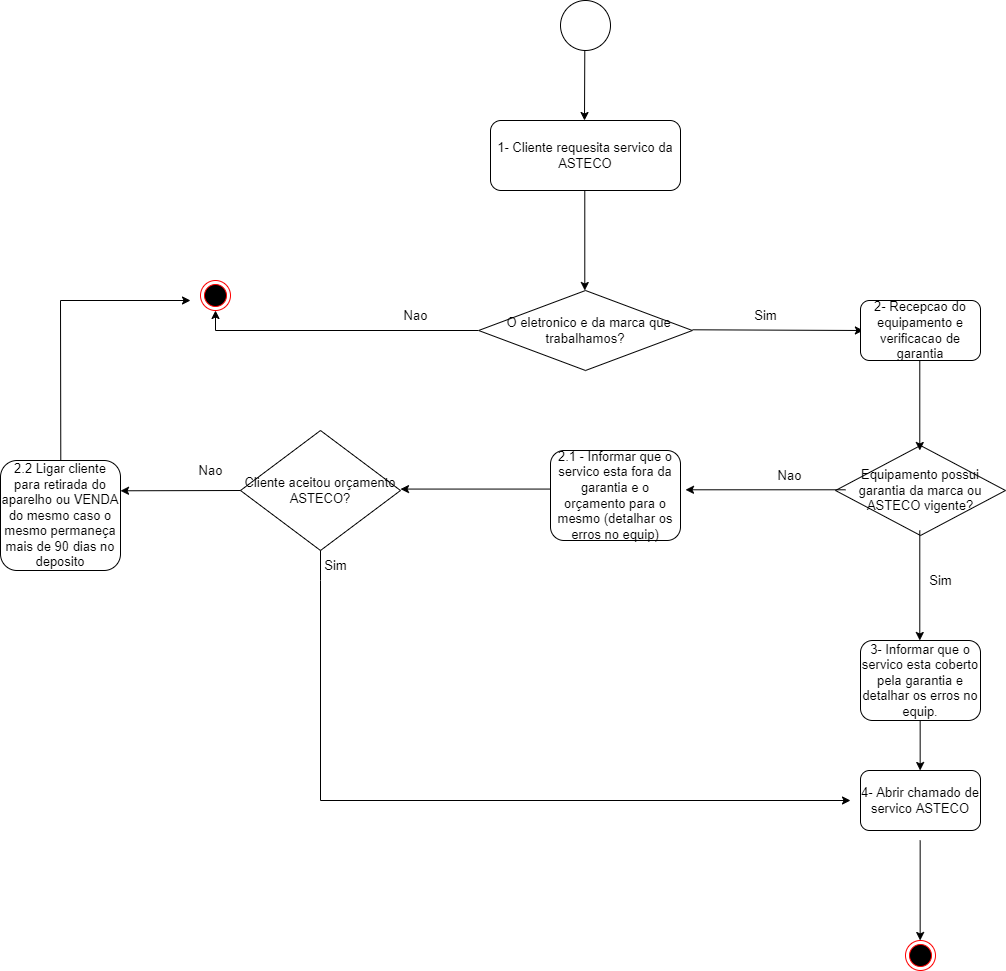 1- Cliente requesita servico da
ASTECO
O eletronico e da marca que
trabalhamos?
Nao
Sim
2- Recepcao do
equipamento e
verificacao de
garantia
Equipamento possui
garantia da marca ou
ASTECO vigente?
Nao
Sim
2.1 - Informar que o
servico esta fora da
garantia e o
orçamento para o
mesmo (detalhar os
erros no equip)
Cliente aceitou orçamento
ASTECO?
Nao
Sim
2.2 Ligar cliente
para retirada do
aparelho ou VENDA
do mesmo caso o
mesmo permaneça
mais de 90 dias no
deposito
3- Informar que o
servico esta coberto
pela garantia e
detalhar os erros no
equip.
4- Abrir chamado de
servico ASTECO